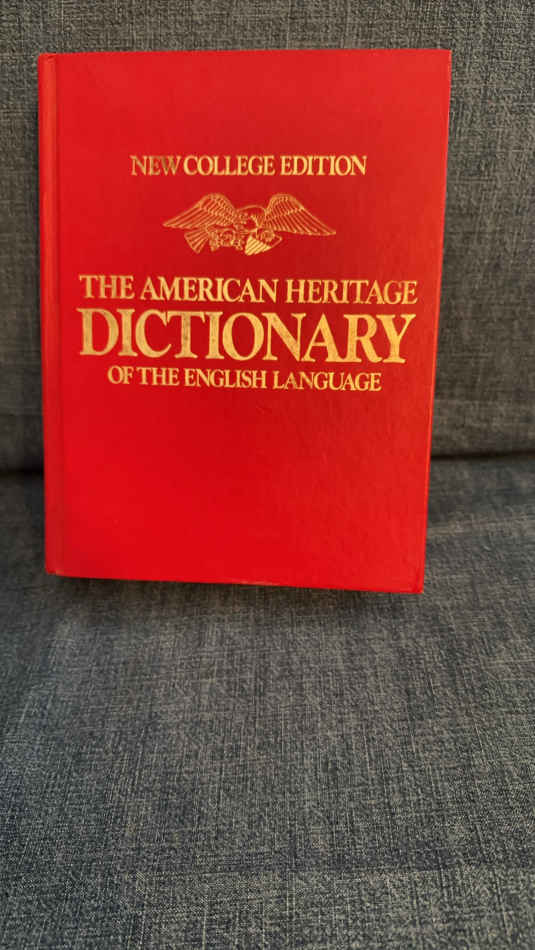 NEW COLLEGE EDITION
THE AMERICAN HERITAGE
DICTIONARY
OF THE ENGLISH LANGUAGE